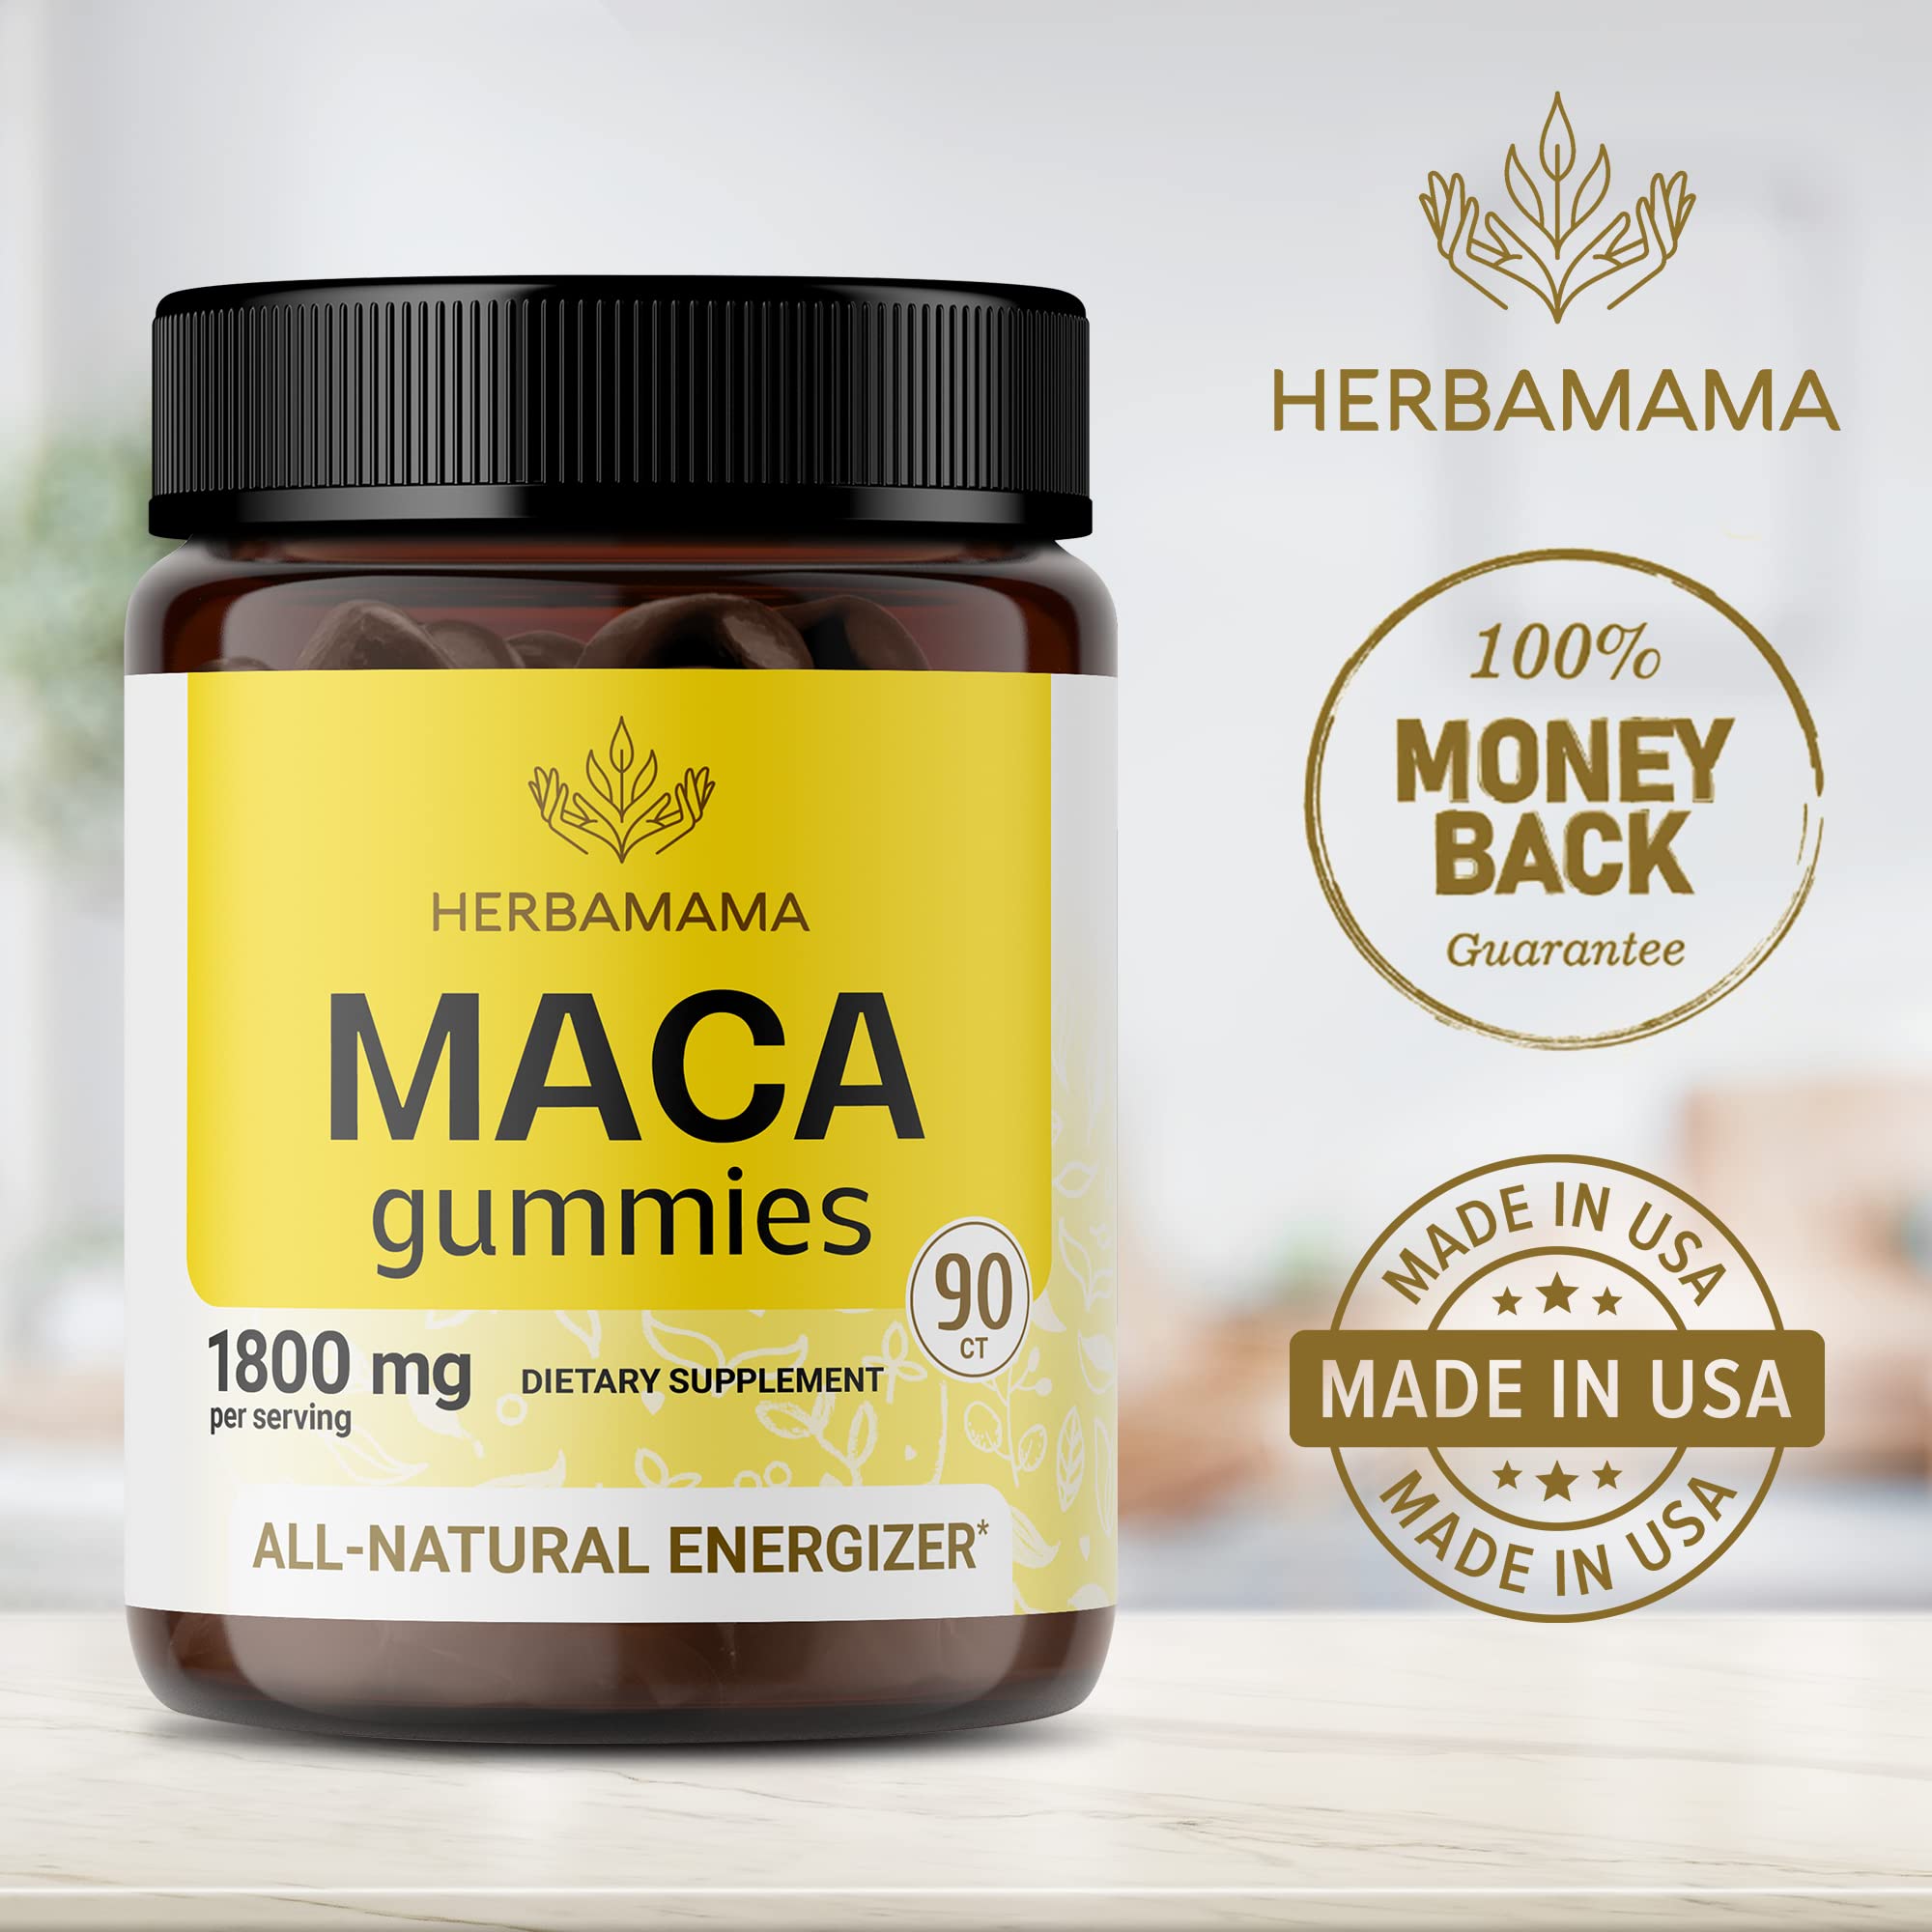 HERBAMAMA
MACA
gummies
90
CT
1800 mg
per serving
DIETARY SUPPLEMENT
ALL-NATURAL ENERGIZER*
HERBAMAMA
100%
MONEY
BACK
Guarantee
MADE IN USA
MADE IN USA
MADE IN USA